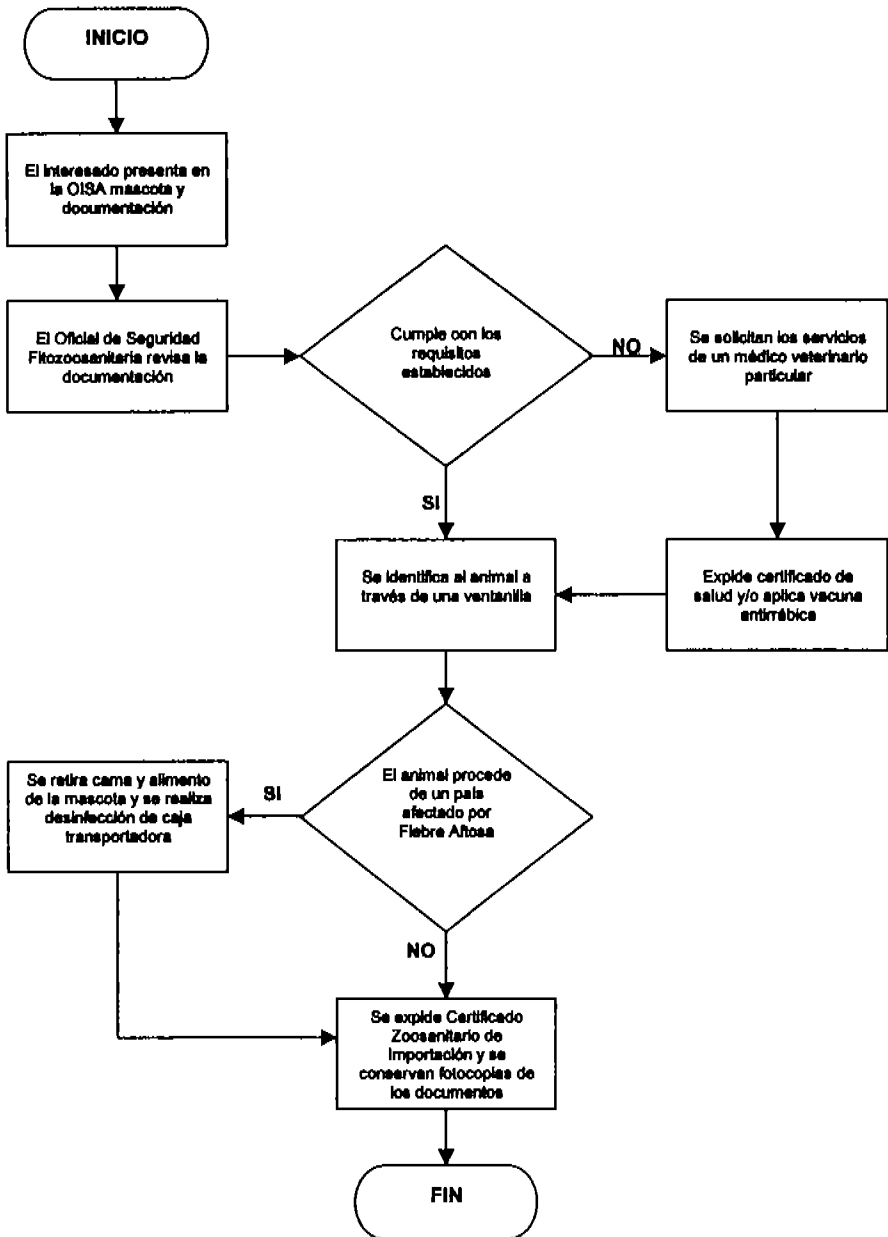 INICIO
El interesado presenta en
la OISA mascota y
documentación
El Oficial de Seguridad
Fitozoosanitaria revisa la
documentación
Cumple con los
requisitos
establecidos
NO
Se solicitan los servicios
de un médico veterinario
particular
SI
Se identifica al animal a
través de una ventanilla
Expide certificado de
salud y/o aplica vacuna
antirrábica
El animal procede
de un país
afectado por
Fiebre Aftosa
SI
Se retira cama y alimento
de la mascota y se realiza
desinfección de caja
transportadora
NO
Se expide Certificado
Zoosanitario de
Importación y se
conservan fotocopias de
los documentos
FIN